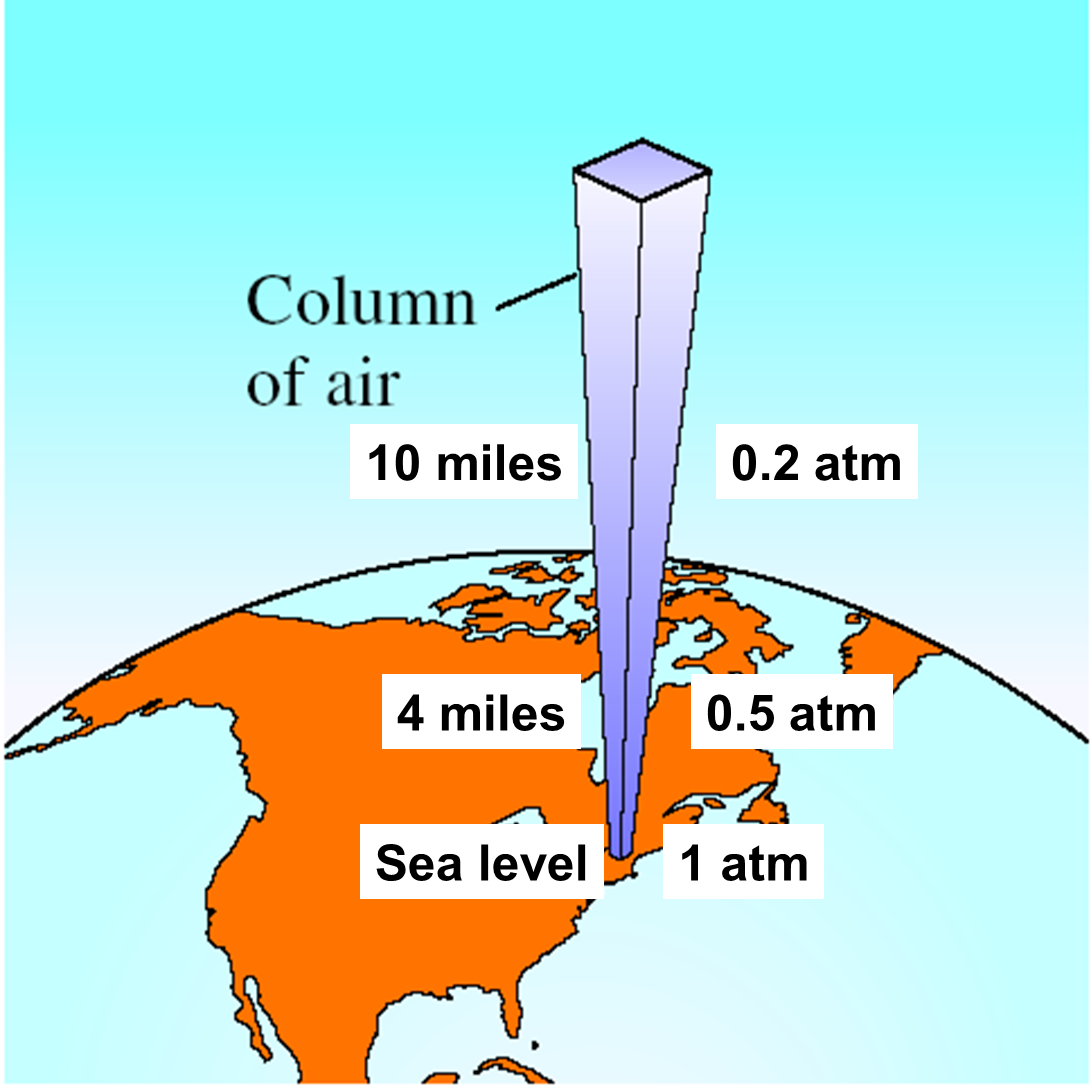 Column
of air
10 miles
0.2 atm
4 miles
0.5 atm
Sea level
1 atm